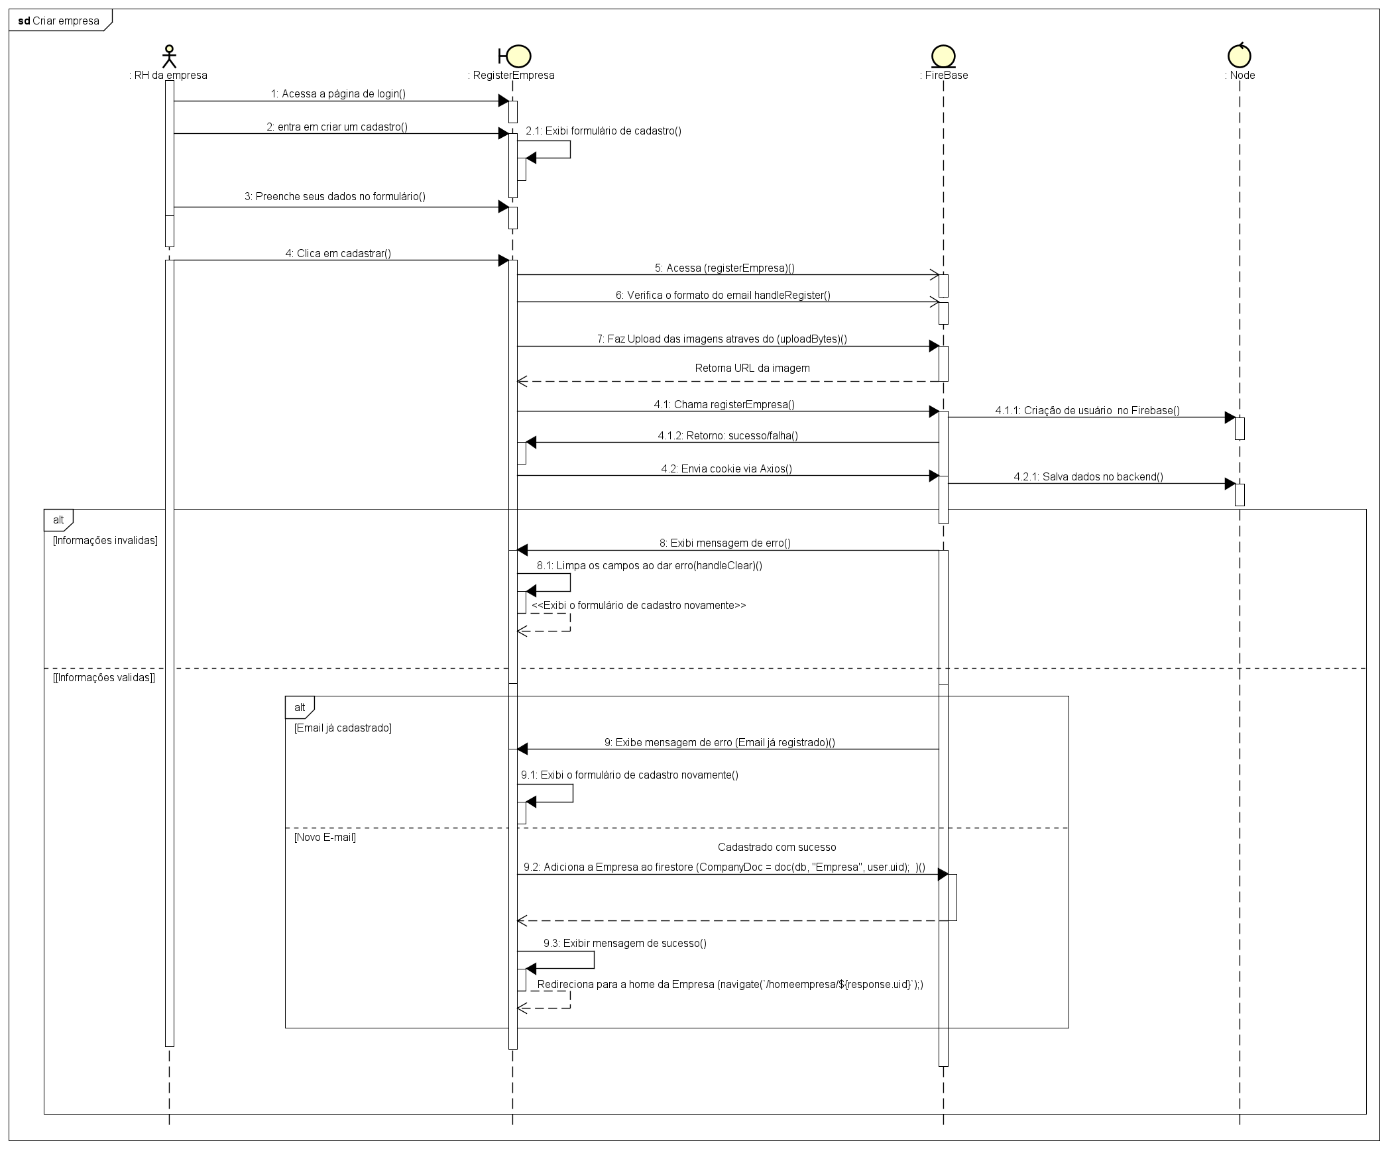 sd Criar empresa
: RH da empresa
: RegisterEmpresa
: FireBase
: Node
1: Acessa a página de login()
2: entra em criar um cadastro()
2.1: Exibi formulário de cadastro()
3: Preenche seus dados no formulário()
4: Clica em cadastrar()
5: Acessa (registerEmpresa)()
6: Verifica o formato do email handleRegister()
7: Faz Upload das imagens atraves do (uploadBytes)()
Retorna URL da imagem
4.1: Chama registerEmpresa()
4.1.1: Criação de usuário no Firebase()
4.1.2: Retorno: sucesso/falha()
4.2: Envia cookie via Axios()
4.2.1: Salva dados no backend()
alt
[Informações invalidas]
8: Exibi mensagem de erro()
8.1: Limpa os campos ao dar erro(handleClear)()
<<Exibi o formulário de cadastro novamente>>
[[Informações validas]]
alt
[Email já cadastrado]
9: Exibe mensagem de erro (Email já registrado)()
9.1: Exibi o formulário de cadastro novamente()
[Novo E-mail]
Cadastrado com sucesso
9.2: Adiciona a Empresa ao firestore (CompanyDoc = doc(db, "Empresa", user.uid); )()
9.3: Exibir mensagem de sucesso()
Redireciona para a home da Empresa (navigate(`/homeempresa/${response.uid}`);)